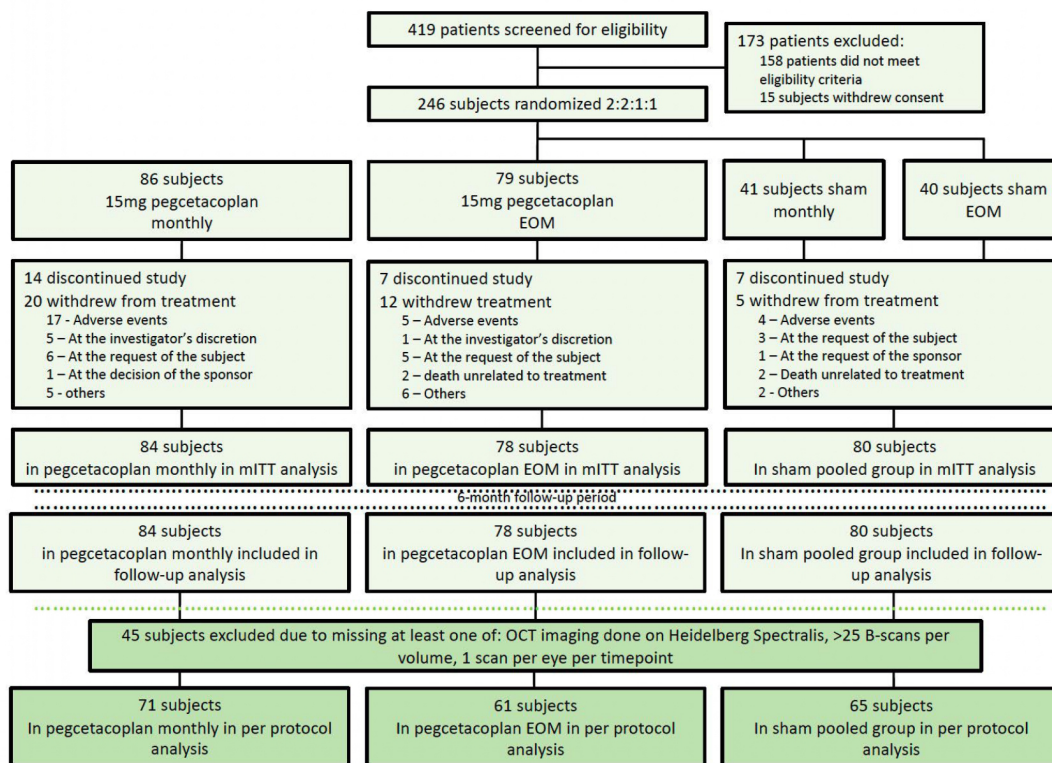 419 patients screened for eligibility
173 patients excluded:
158 patients did not meet
eligibility criteria
15 subjects withdrew consent
246 subjects randomized 2:2:1:1
86 subjects
15mg pegcetacoplan
monthly
79 subjects
15mg pegcetacoplan
EOM
41 subjects sham
monthly
40 subjects sham
EOM
14 discontinued study
20 withdrew from treatment
17 - Adverse events
5 – At the investigator's discretion
6 – At the request of the subject
1 – At the decision of the sponsor
5 - others
7 discontinued study
12 withdrew treatment
5 – Adverse events
1 – At the investigator's discretion
5 – At the request of the subject
2 – death unrelated to treatment
6 – Others
7 discontinued study
5 withdrew from treatment
4 – Adverse events
3 – At the request of the subject
1 – At the request of the sponsor
2 – Death unrelated to treatment
2 - Others
84 subjects
in pegcetacoplan monthly in mITT analysis
78 subjects
in pegcetacoplan EOM in mITT analysis
80 subjects
In sham pooled group in mITT analysis
6-month follow-up period
84 subjects
in pegcetacoplan monthly included in
follow-up analysis
78 subjects
in pegcetacoplan EOM included in follow-
up analysis
80 subjects
In sham pooled group included in follow-
up analysis
45 subjects excluded due to missing at least one of: OCT imaging done on Heidelberg Spectralis, >25 B-scans per
volume, 1 scan per eye per timepoint
71 subjects
In pegcetacoplan monthly in per protocol
analysis
61 subjects
In pegcetacoplan EOM in per protocol
analysis
65 subjects
In sham pooled group in per protocol
analysis